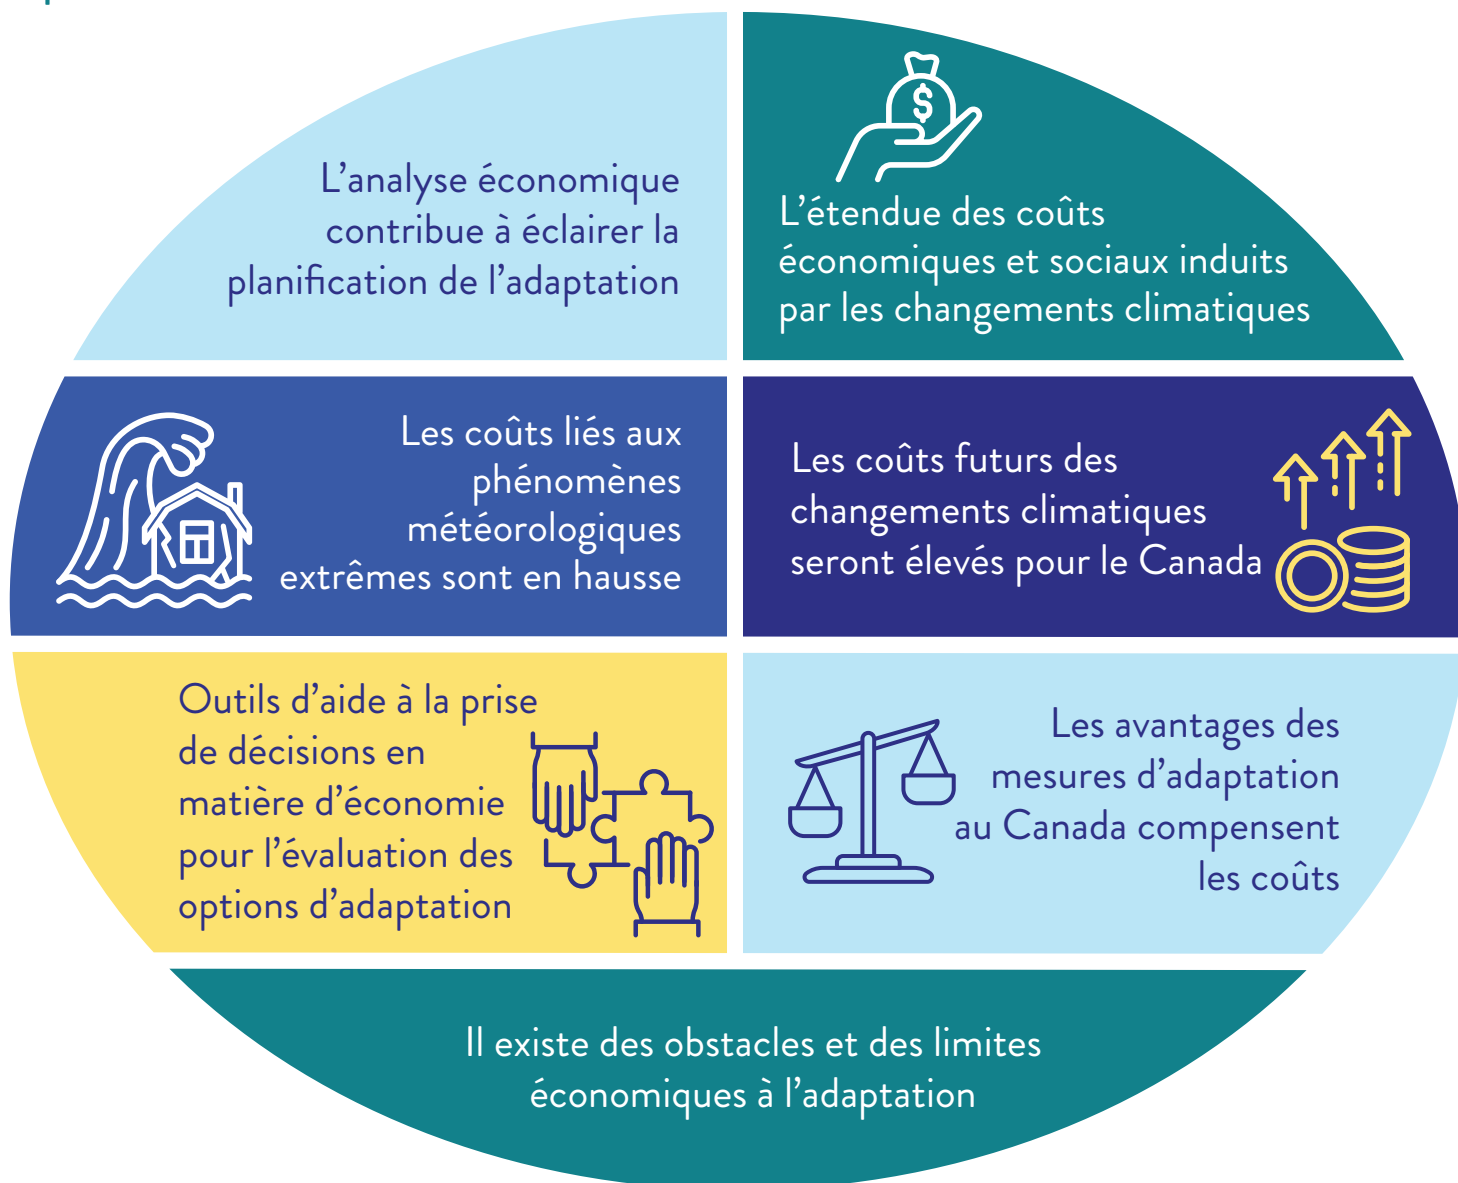 L'analyse économique
contribue à éclairer la
planification de l'adaptation
$
L'étendue des coûts
économiques et sociaux induits
par les changements climatiques
Les coûts liés aux
phénomènes
météorologiques
extrêmes sont en hausse
Les coûts futurs des
changements climatiques
seront élevés pour le Canada
Outils d'aide à la prise
de décisions en
matière d'économie
pour l'évaluation des
options d'adaptation
Les avantages des
mesures d'adaptation
au Canada compensent
les coûts
Il existe des obstacles et des limites
économiques à l'adaptation